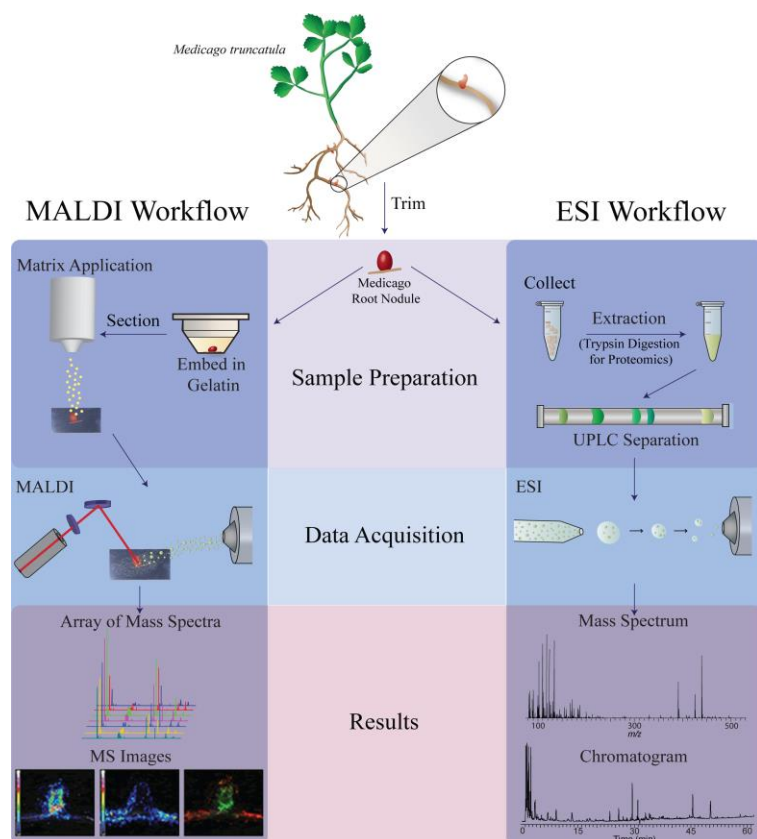 Medicago truncatula
MALDI Workflow
Trim
ESI Workflow
Matrix Application
Section
Embed in
Gelatin
Medicago
Root Nodule
Sample Preparation
Collect
Extraction
(Trypsin Digestion
for Proteomics)
UPLC Separation
MALDI
Data Acquisition
ESI
Array of Mass Spectra
MS Images
Results
Mass Spectrum
100 300 500
m/z
Chromatogram
0 15 30 45 60
Time (min)